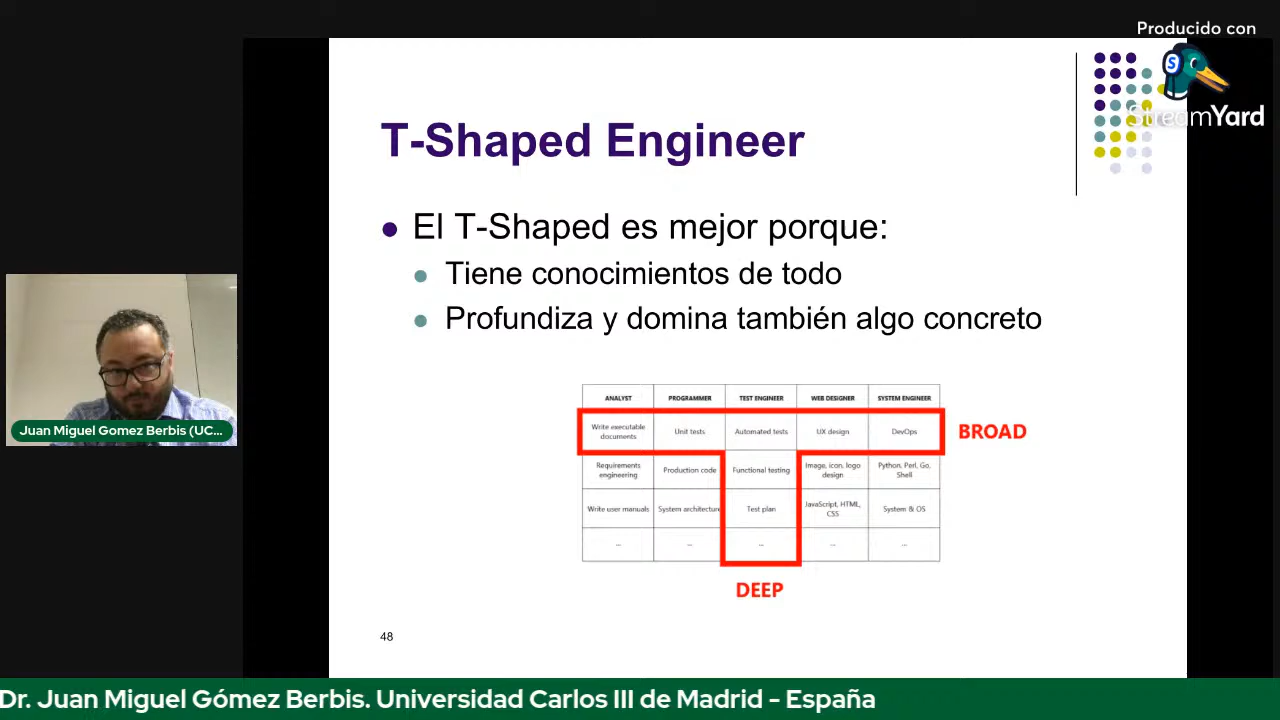 Producido con
StreamYard
T-Shaped Engineer
El T-Shaped es mejor porque:
Tiene conocimientos de todo
Profundiza y domina también algo concreto
ANALYST PROGRAMMER TEST ENGINEER WEB DESIGNER SYSTEM ENGINEER
Write executable documents Unit tests Automated tests UX design DevOps
BROAD
Requirements engineering Production code Functional testing Image, icon, logo design Python, Perl, Go, Shell
Write user manuals System architecture Test plan JavaScript, HTML, CSS System & OS
... ... ... ... ...
DEEP
48
Juan Miguel Gomez Berbis (UC...
Dr. Juan Miguel Gómez Berbis. Universidad Carlos III de Madrid - España